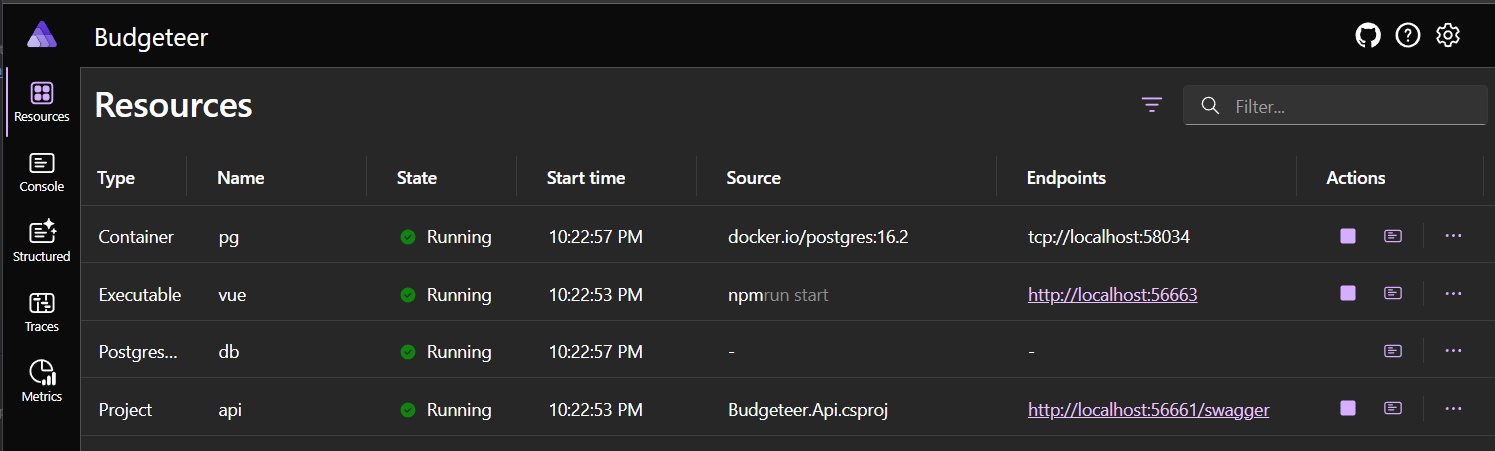 Budgeteer
Resources
Filter...
Resources
Console
Structured
Traces
Metrics
Type Name State Start time Source Endpoints Actions
Container pg Running 10:22:57 PM docker.io/postgres:16.2 tcp://localhost:58034
Executable vue Running 10:22:53 PM npm run start http://localhost:56663
Postgres... db Running 10:22:57 PM - -
Project api Running 10:22:53 PM Budgeteer.Api.csproj http://localhost:56661/swagger